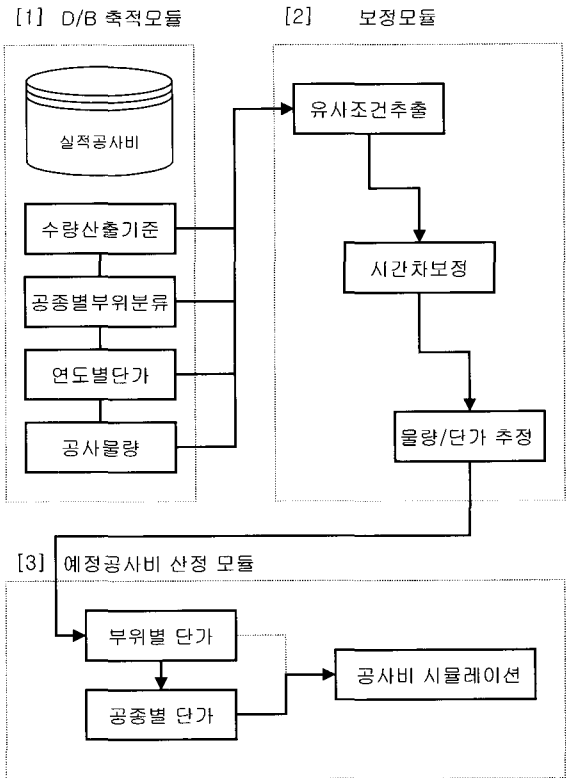 [1] D/B 축적모듈
실적공사비
수량산출기준
공종별부위분류
연도별단가
공사물량
[2] 보정모듈
유사조건추출
시간차보정
물량/단가 추정
[3] 예정공사비 산정 모듈
부위별 단가
공종별 단가
공사비 시뮬레이션